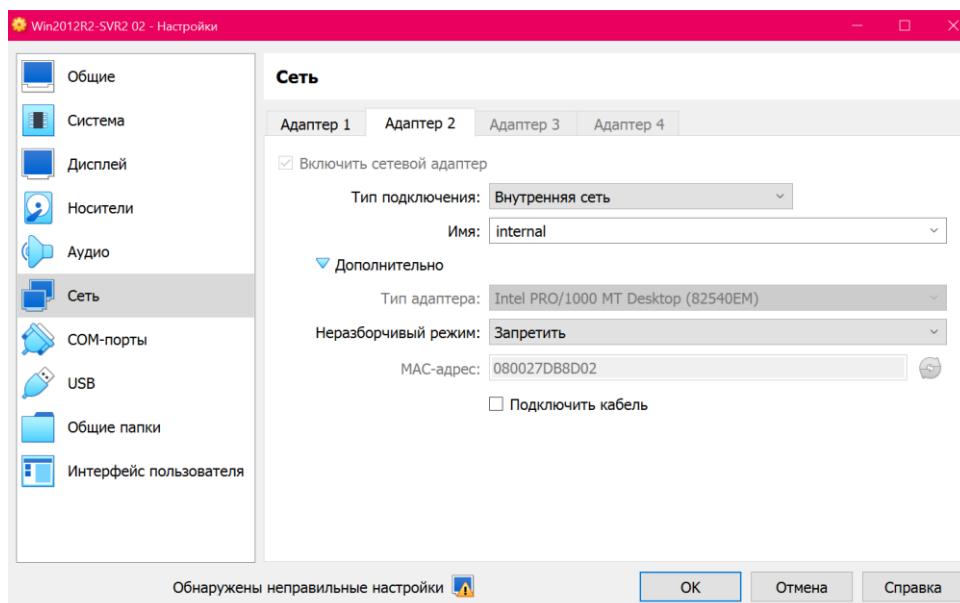 Win2012R2-SVR2 02 - Настройки
Общие
Система
Дисплей
Носители
Аудио
Сеть
COM-порты
USB
Общие папки
Интерфейс пользователя
Сеть
Адаптер 1 Адаптер 2 Адаптер 3 Адаптер 4
Включить сетевой адаптер
Тип подключения: Внутренняя сеть
Имя: internal
Дополнительно
Тип адаптера: Intel PRO/1000 MT Desktop (82540EM)
Неразборчивый режим: Запретить
MAC-адрес: 080027DB8D02
Подключить кабель
Обнаружены неправильные настройки OK Отмена Справка